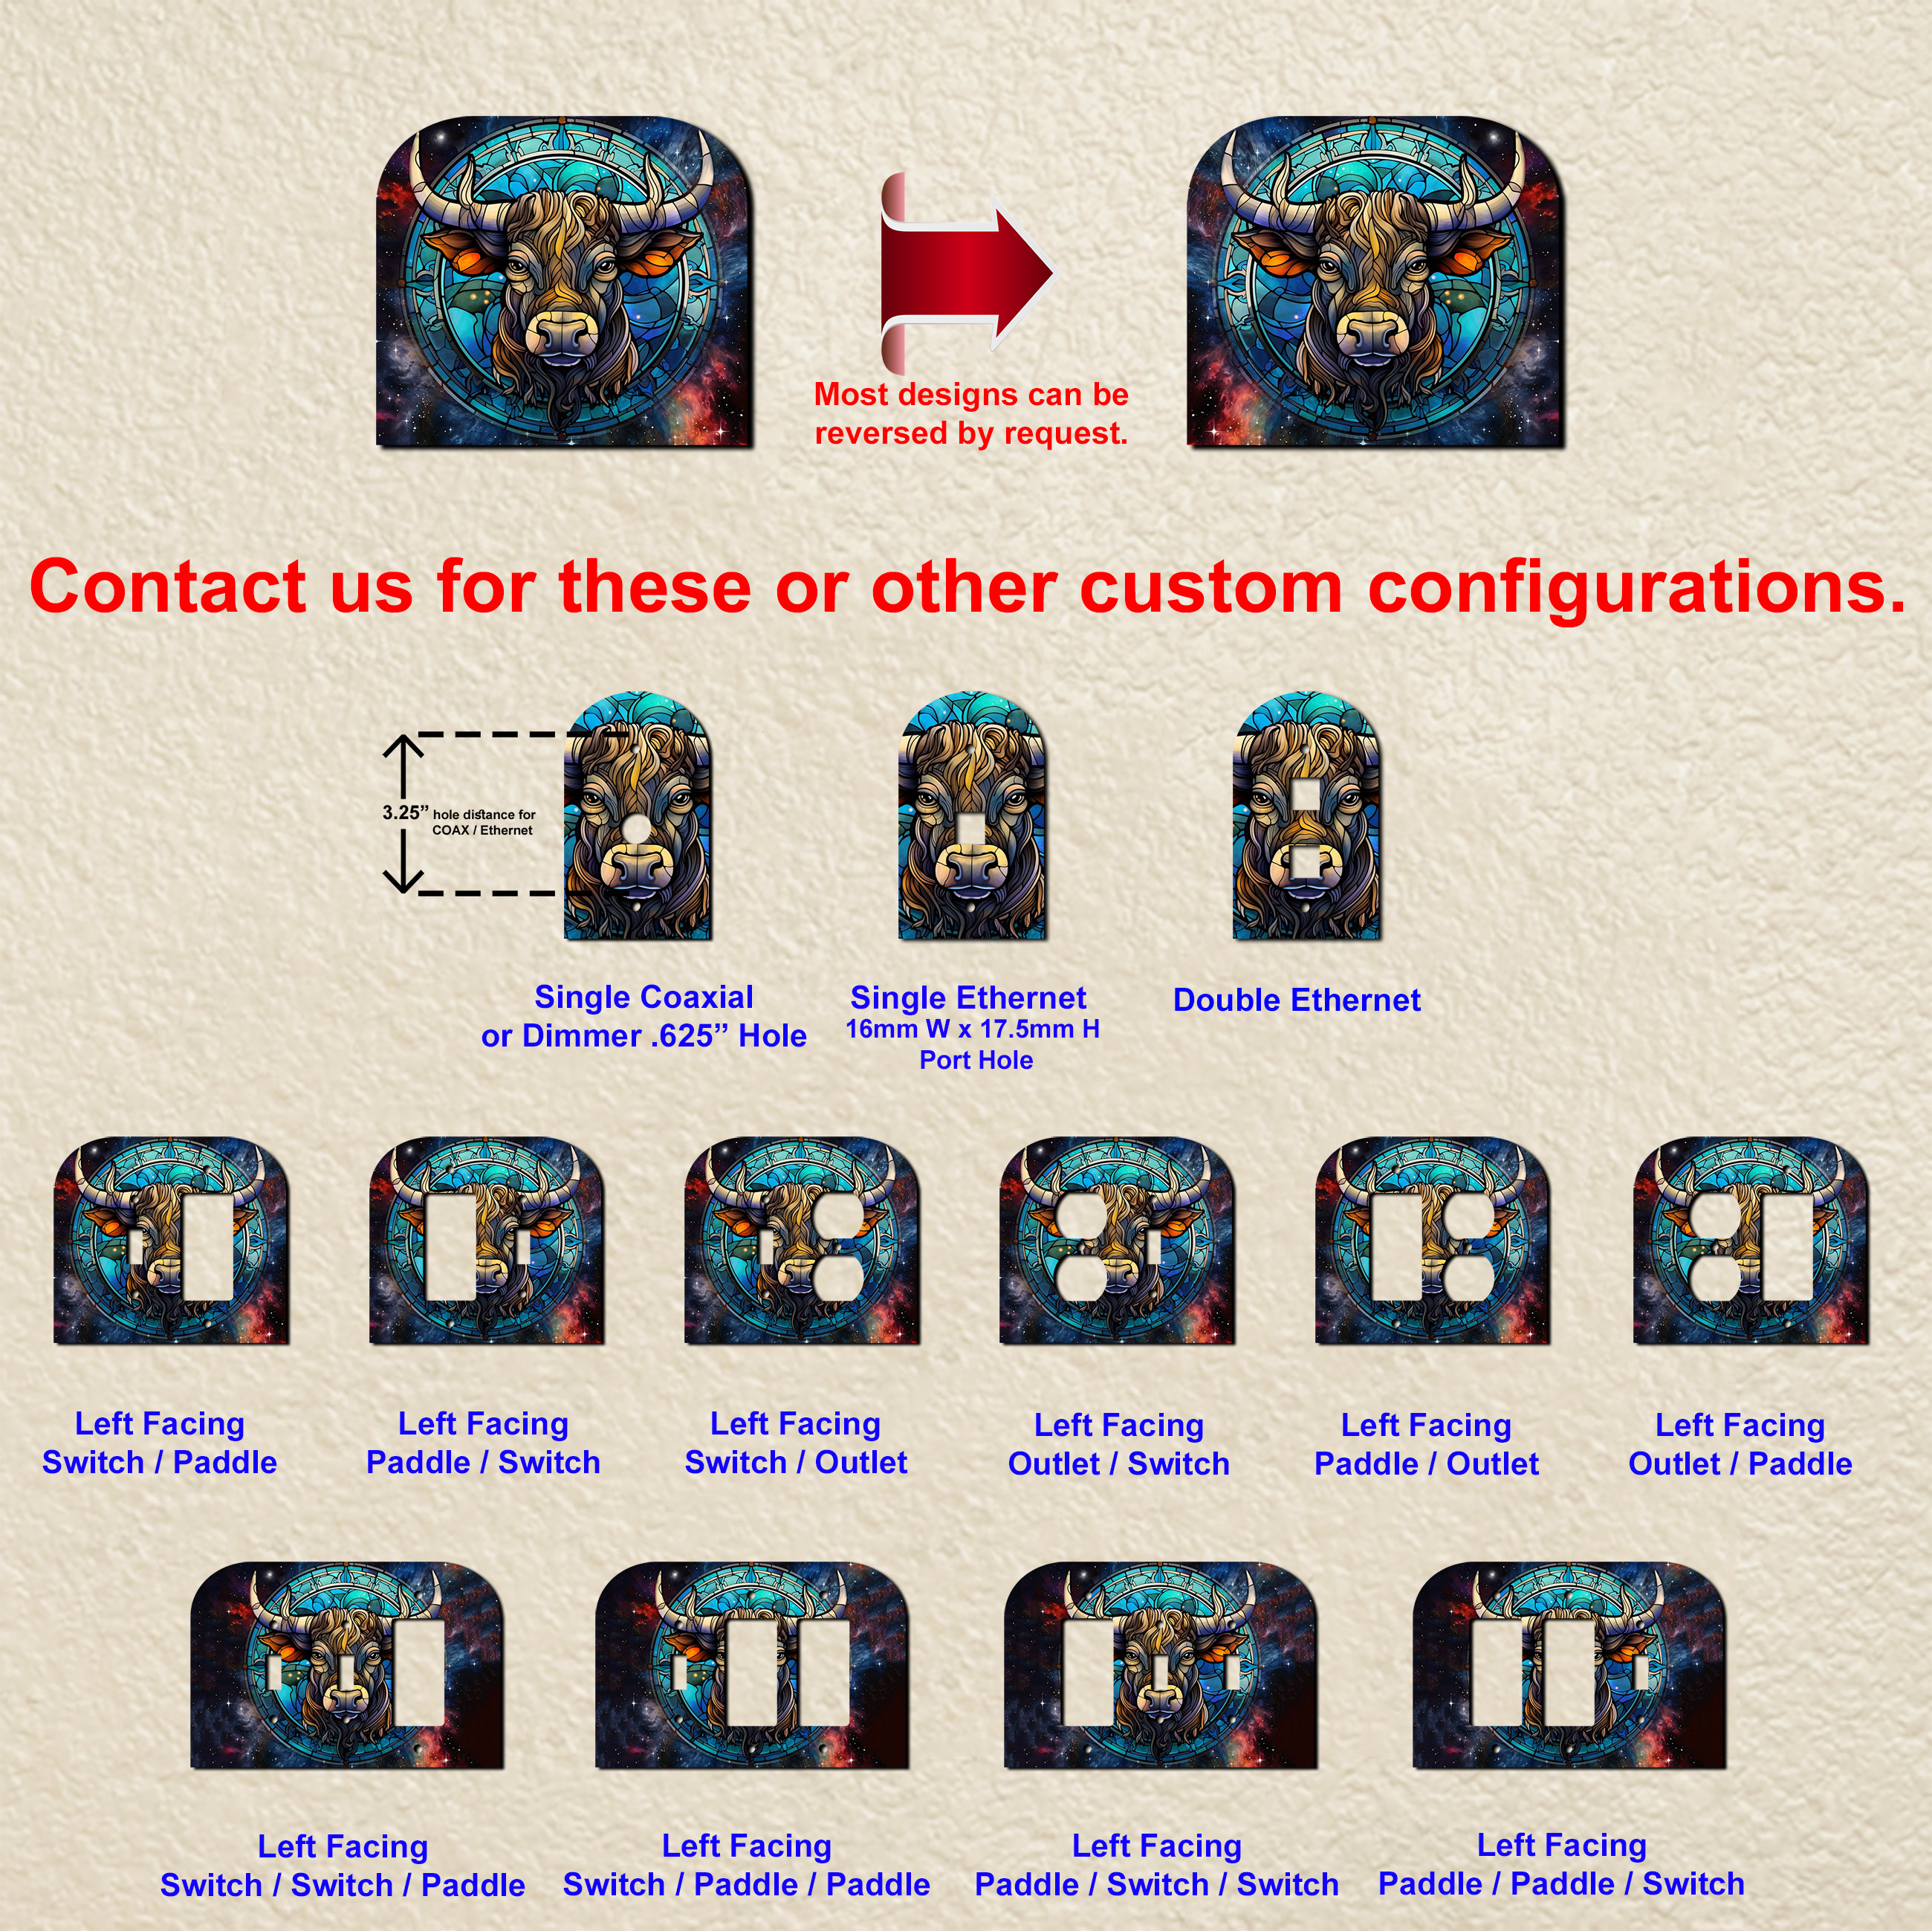 Most designs can be
reversed by request.
Contact us for these or other custom configurations.
3.25” hole distance for
COAX / Ethernet
Single Coaxial
or Dimmer .625” Hole
Single Ethernet
16mm W x 17.5mm H
Port Hole
Double Ethernet
Left Facing
Switch / Paddle
Left Facing
Paddle / Switch
Left Facing
Switch / Outlet
Left Facing
Outlet / Switch
Left Facing
Paddle / Outlet
Left Facing
Outlet / Paddle
Left Facing
Switch / Switch / Paddle
Left Facing
Switch / Paddle / Paddle
Left Facing
Paddle / Switch / Switch
Left Facing
Paddle / Paddle / Switch